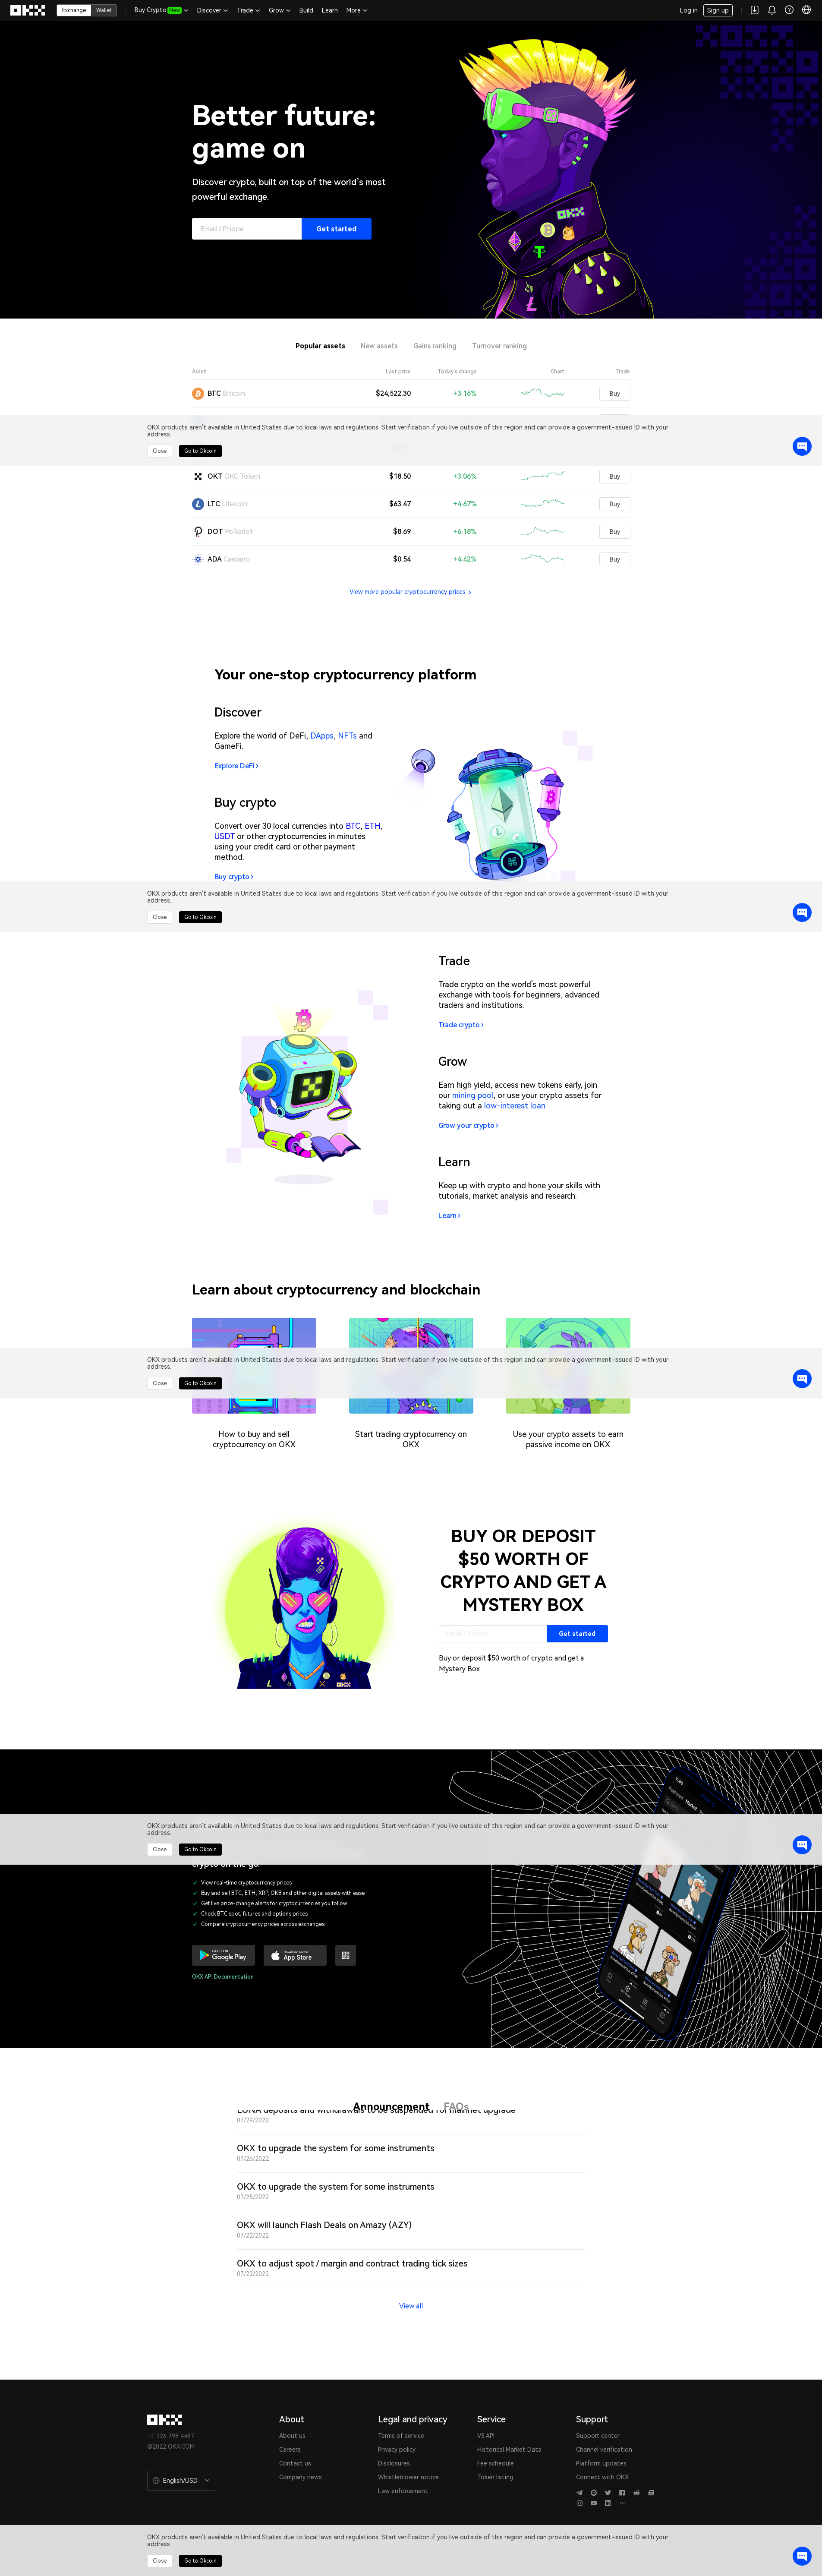 OKX Exchange Wallet Buy Crypto New Discover Trade Grow Build Learn More Log in Sign up
Better future:
game on
Discover crypto, built on top of the world's most
powerful exchange.
Email / Phone Get started
OKX
Popular assets New assets Gains ranking Turnover ranking
Asset Last price Today's change Chart Trade
BTC Bitcoin $24,522.30 +3.16% Buy
OKX products aren't available in United States due to local laws and regulations. Start verification if you live outside of this region and can provide a government-issued ID with your
address.
Close Go to Okcoin
OKT OKC Token $18.50 +3.06% Buy
LTC Litecoin $63.47 +4.67% Buy
DOT Polkadot $8.69 +6.18% Buy
ADA Cardano $0.54 +4.42% Buy
View more popular cryptocurrency prices
Your one-stop cryptocurrency platform
Discover
Explore the world of DeFi, DApps, NFTs and
GameFi.
Explore DeFi
Buy crypto
Convert over 30 local currencies into BTC, ETH,
USDT or other cryptocurrencies in minutes
using your credit card or other payment
method.
Buy crypto
OKX products aren't available in United States due to local laws and regulations. Start verification if you live outside of this region and can provide a government-issued ID with your
address.
Close Go to Okcoin
Trade
Trade crypto on the world's most powerful
exchange with tools for beginners, advanced
traders and institutions.
Trade crypto
Grow
Earn high yield, access new tokens early, join
our mining pool, or use your crypto assets for
taking out a low-interest loan
Grow your crypto
Learn
Keep up with crypto and hone your skills with
tutorials, market analysis and research.
Learn
Learn about cryptocurrency and blockchain
OKX products aren't available in United States due to local laws and regulations. Start verification if you live outside of this region and can provide a government-issued ID with your
address.
Close Go to Okcoin
How to buy and sell
cryptocurrency on OKX
Start trading cryptocurrency on
OKX
Use your crypto assets to earn
passive income on OKX
BUY OR DEPOSIT
$50 WORTH OF
CRYPTO AND GET A
MYSTERY BOX
Email / Phone Get started
Buy or deposit $50 worth of crypto and get a
Mystery Box
OKX
OKX products aren't available in United States due to local laws and regulations. Start verification if you live outside of this region and can provide a government-issued ID with your
address.
Close Go to Okcoin
crypto on the go.
View real-time cryptocurrency prices
Buy and sell BTC, ETH, XRP, OKB and other digital assets with ease
Get live price-change alerts for cryptocurrencies you follow
Check BTC spot, futures and options prices
Compare cryptocurrency prices across exchanges
GET IT ON Google Play
Download on the App Store
OKX API Documentation
Announcement FAQs
LUNA deposits and withdrawals to be suspended for mainnet upgrade
07/29/2022
OKX to upgrade the system for some instruments
07/26/2022
OKX to upgrade the system for some instruments
07/25/2022
OKX will launch Flash Deals on Amazy (AZY)
07/22/2022
OKX to adjust spot / margin and contract trading tick sizes
07/22/2022
View all
OKX
+1 226 798 4487
©2022 OKX.COM
English/USD
About
About us
Careers
Contact us
Company news
Legal and privacy
Terms of service
Privacy policy
Disclosures
Whistleblower notice
Law enforcement
Service
V5 API
Historical Market Data
Fee schedule
Token listing
Support
Support center
Channel verification
Platform updates
Connect with OKX
OKX products aren't available in United States due to local laws and regulations. Start verification if you live outside of this region and can provide a government-issued ID with your
address.
Close Go to Okcoin